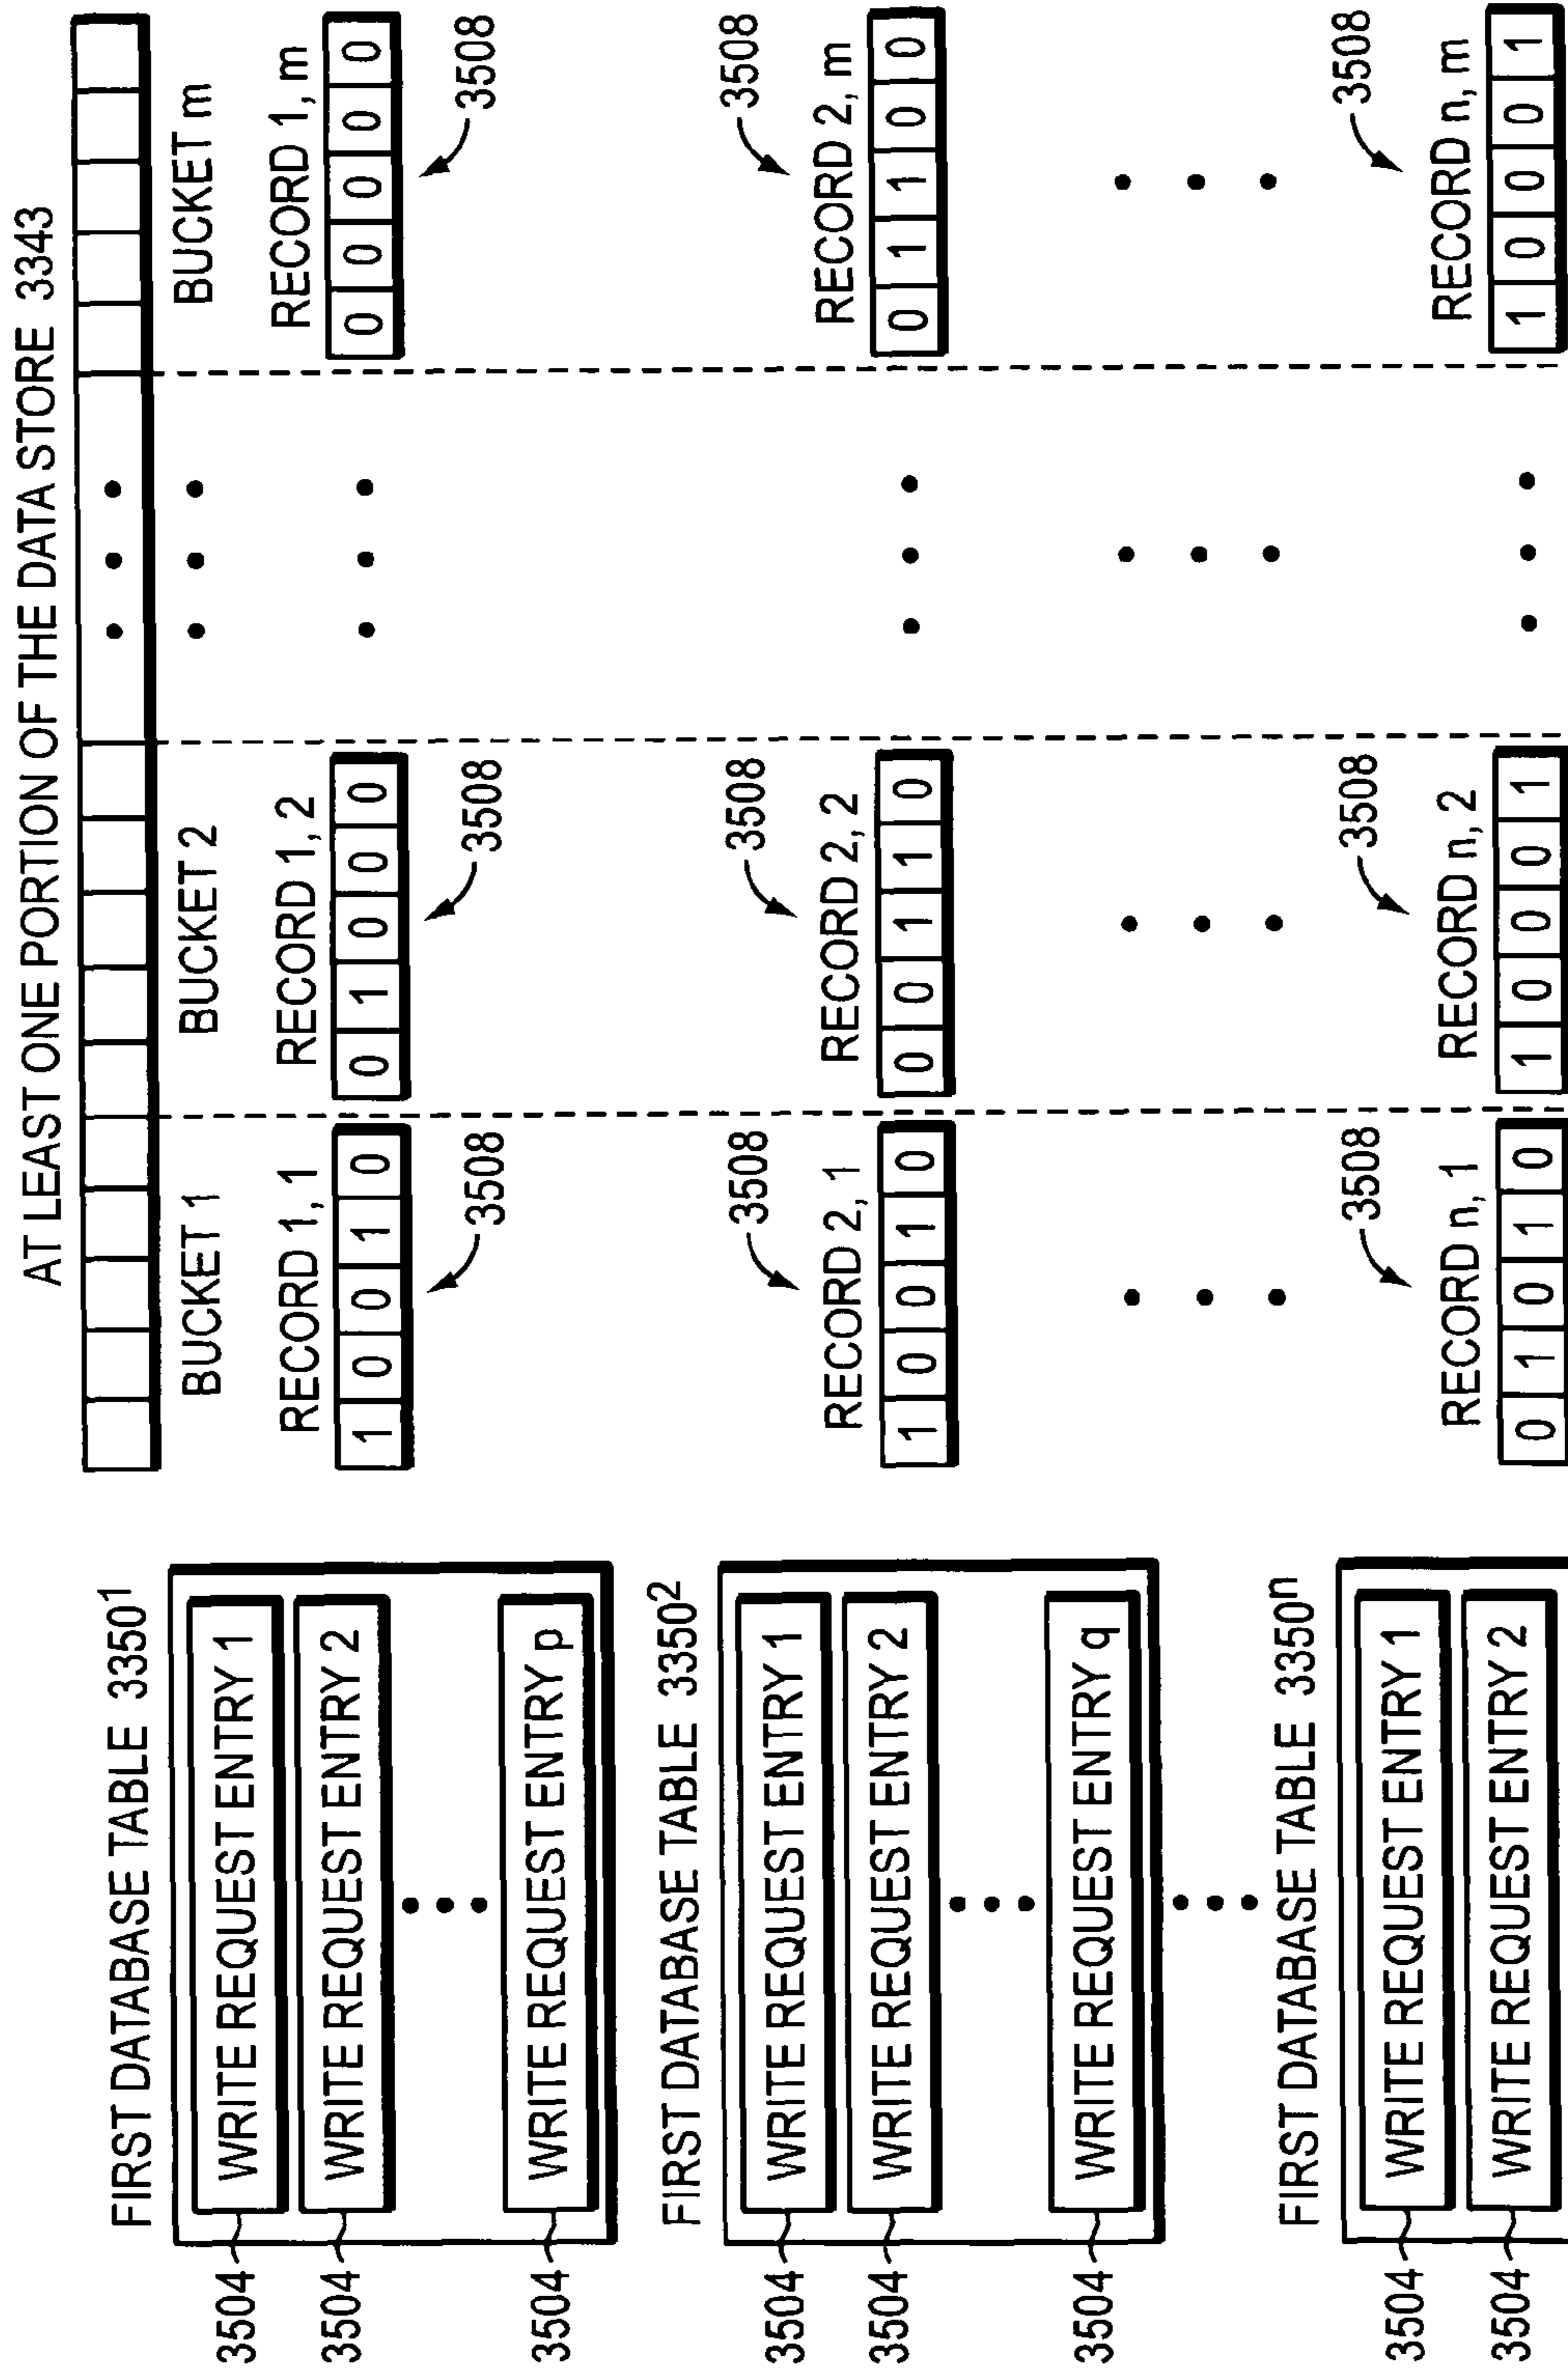 AT LEAST ONE PORTION OF THE DATA STORE 3343
FIRST DATABASE TABLE 3350¹
BUCKET 1 BUCKET 2 BUCKET m
3504 WRITE REQUEST ENTRY 1
RECORD 1, 1 RECORD 1, 2 RECORD 1, m
3504 WRITE REQUEST ENTRY 2
1 0 0 1 0 0 1 0 0 0 0 0 0 0 0
3508 3508 3508
3504 WRITE REQUEST ENTRY p
FIRST DATABASE TABLE 3350²
3508 3508 3508
3504 WRITE REQUEST ENTRY 1
RECORD 2, 1 RECORD 2, 2 RECORD 2, m
3504 WRITE REQUEST ENTRY 2
1 0 0 1 0 0 0 1 1 0 0 1 1 0 0
3504 WRITE REQUEST ENTRY q
FIRST DATABASE TABLE 3350ⁿ
3508 3508 3508
3504 WRITE REQUEST ENTRY 1
RECORD n, 1 RECORD n, 2 RECORD n, m
3504 WRITE REQUEST ENTRY 2
0 1 0 1 0 1 0 0 0 1 1 0 0 0 1